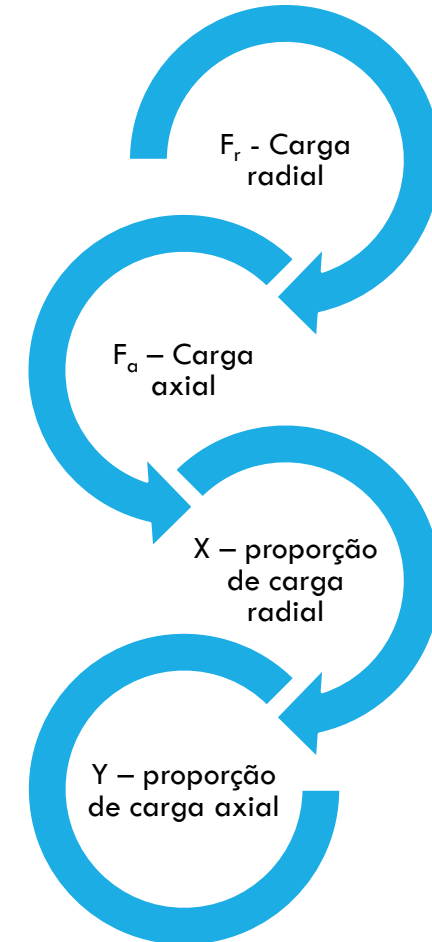 Fr - Carga
radial
Fa – Carga
axial
X – proporção
de carga
radial
Y – proporção
de carga axial